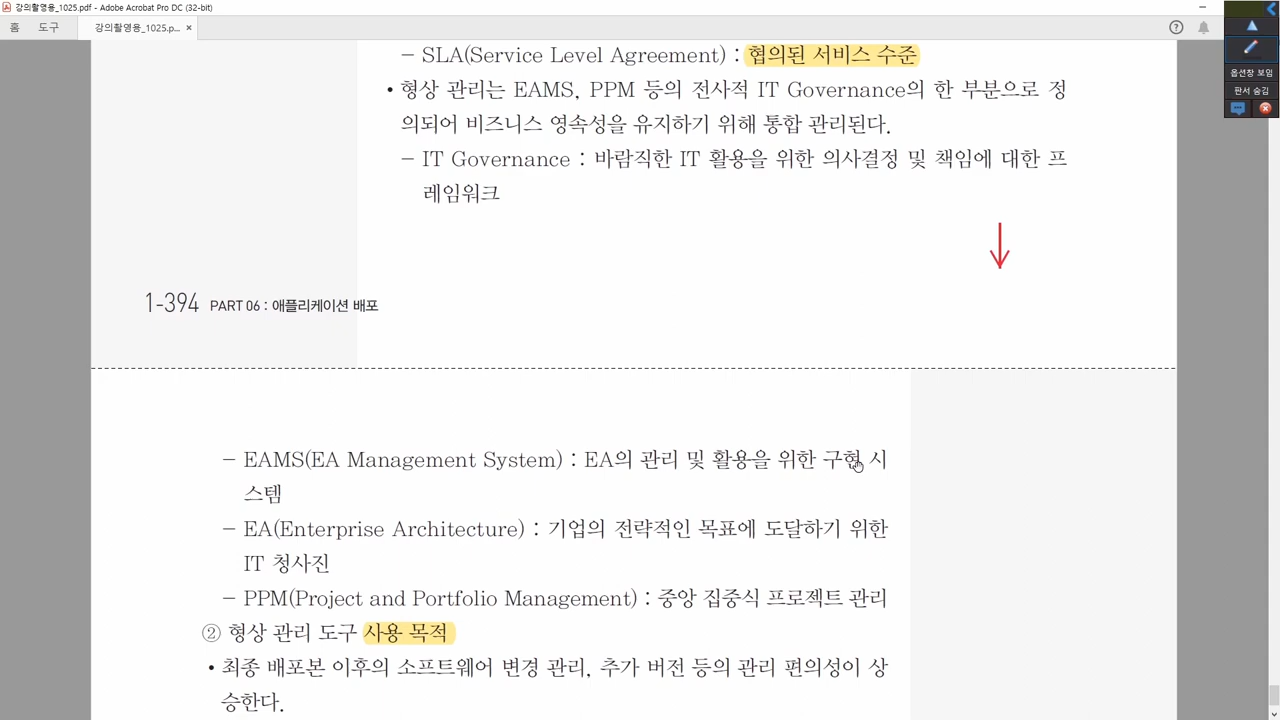 강의촬영용_1025.pdf - Adobe Acrobat Pro DC (32-bit)
홈 도구 강의촬영용_1025.p... ×
옵션창 보임
판서 숨김
– SLA(Service Level Agreement) : 협의된 서비스 수준
• 형상 관리는 EAMS, PPM 등의 전사적 IT Governance의 한 부분으로 정
의되어 비즈니스 영속성을 유지하기 위해 통합 관리된다.
– IT Governance : 바람직한 IT 활용을 위한 의사결정 및 책임에 대한 프
레임워크
1-394 PART 06 : 애플리케이션 배포
– EAMS(EA Management System) : EA의 관리 및 활용을 위한 구현 시
스템
– EA(Enterprise Architecture) : 기업의 전략적인 목표에 도달하기 위한
IT 청사진
– PPM(Project and Portfolio Management) : 중앙 집중식 프로젝트 관리
② 형상 관리 도구 사용 목적
• 최종 배포본 이후의 소프트웨어 변경 관리, 추가 버전 등의 관리 편의성이 상
승한다.